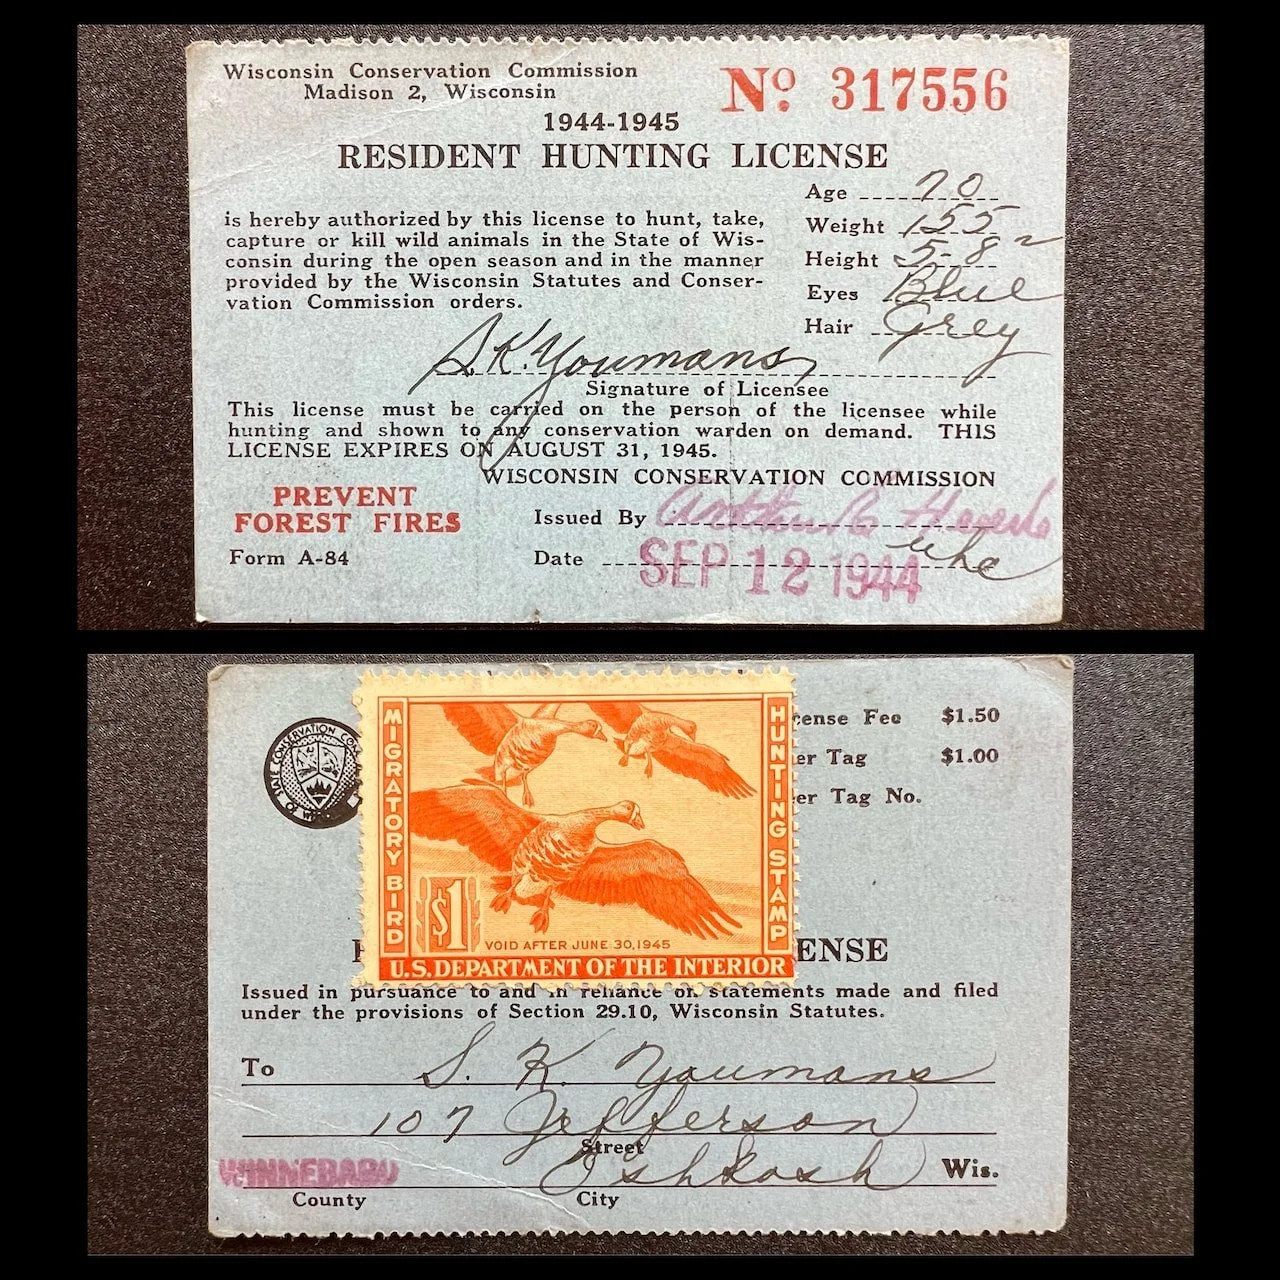 Wisconsin Conservation Commission
Madison 2, Wisconsin
Nº 317556
1944-1945
RESIDENT HUNTING LICENSE
Age 70
is hereby authorized by this license to hunt, take,
Weight 155
capture or kill wild animals in the State of Wis-
consin during the open season and in the manner
Height 5-8
provided by the Wisconsin Statutes and Conser-
Eyes Blue
vation Commission orders.
Hair Grey
S.K. Youmans
Signature of Licensee
This license must be carried on the person of the licensee while
hunting and shown to any conservation warden on demand. THIS
LICENSE EXPIRES ON AUGUST 31, 1945.
WISCONSIN CONSERVATION COMMISSION
PREVENT
FOREST FIRES
Issued By
Form A-84
Date SEP 12 1944
MIGRATORY BIRD
HUNTING STAMP
$1
VOID AFTER JUNE 30, 1945
U.S. DEPARTMENT OF THE INTERIOR
cense Fee $1.50
er Tag $1.00
er Tag No.
ENSE
Issued in pursuance to and in reliance on statements made and filed
under the provisions of Section 29.10, Wisconsin Statutes.
To S. K. Youmans
107 Jefferson
Street
WINNEBAGO Oshkosh Wis.
County City